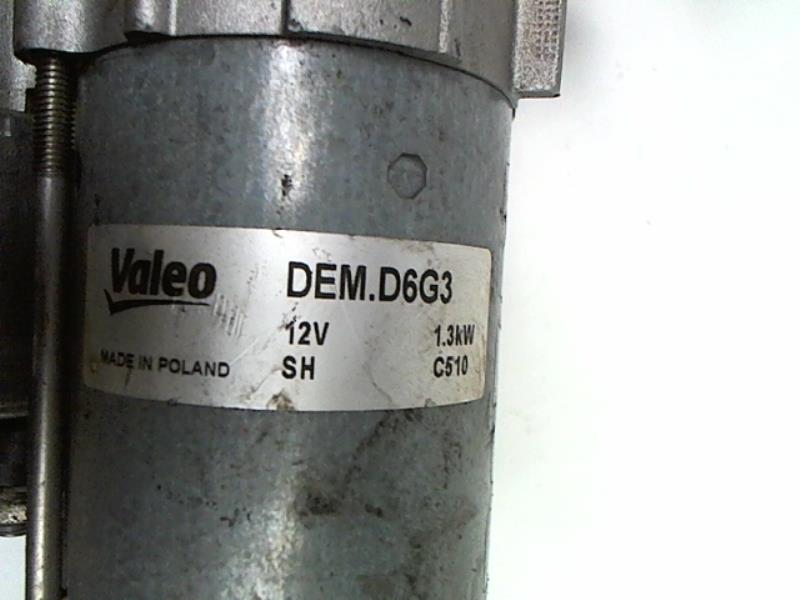 Valeo DEM.D6G3
12V 1.3kW
MADE IN POLAND SH C510